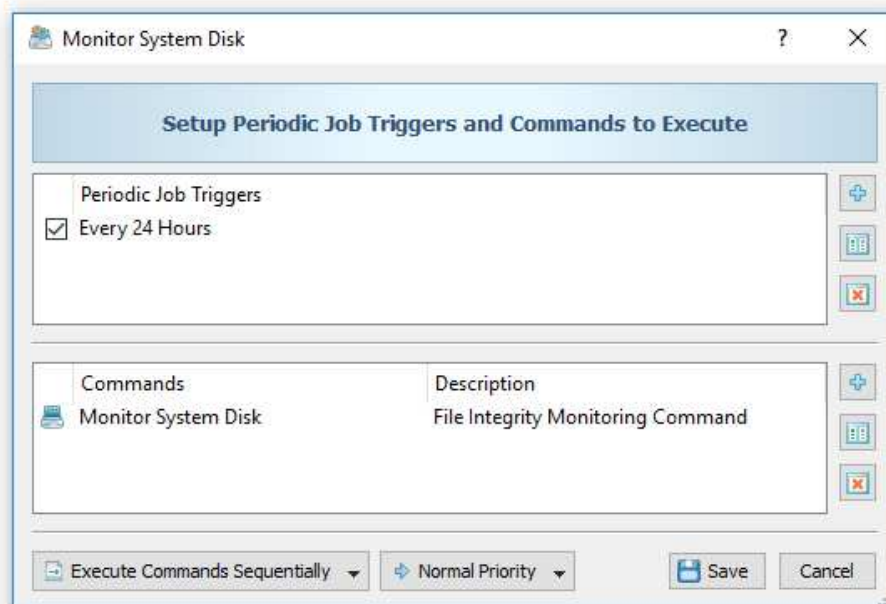 Monitor System Disk ?
Setup Periodic Job Triggers and Commands to Execute
Periodic Job Triggers
Every 24 Hours
Commands Description
Monitor System Disk File Integrity Monitoring Command
Execute Commands Sequentially Normal Priority Save Cancel